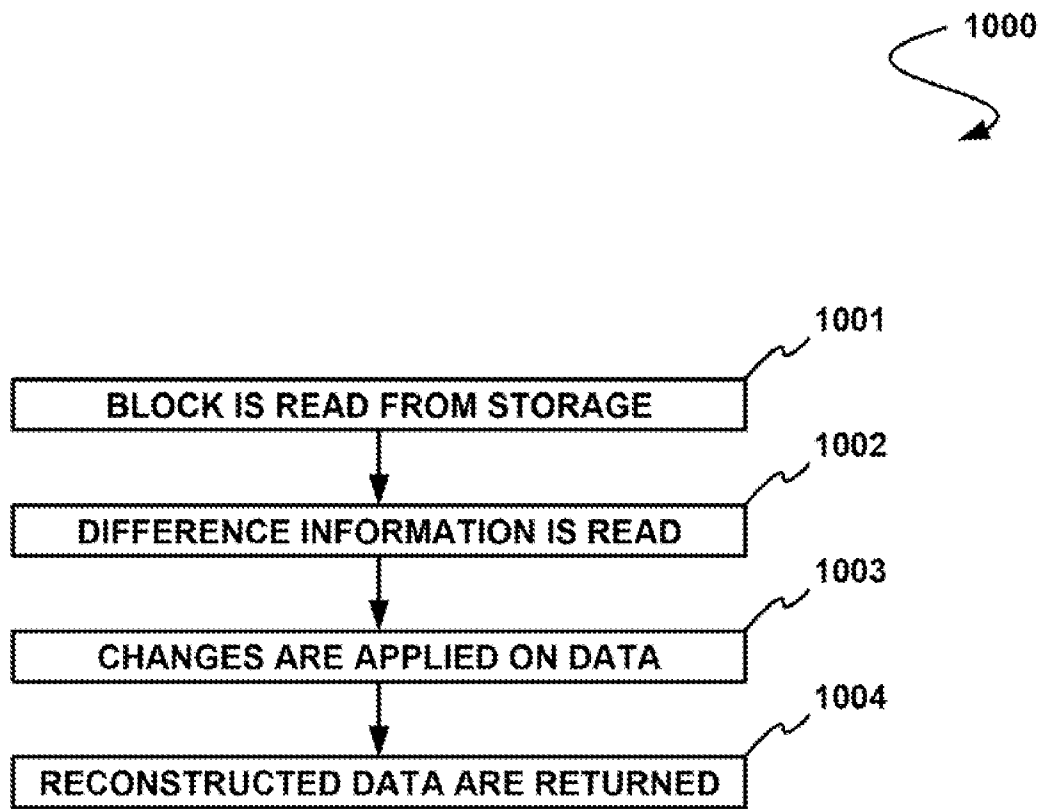 1000
1001
BLOCK IS READ FROM STORAGE
1002
DIFFERENCE INFORMATION IS READ
1003
CHANGES ARE APPLIED ON DATA
1004
RECONSTRUCTED DATA ARE RETURNED